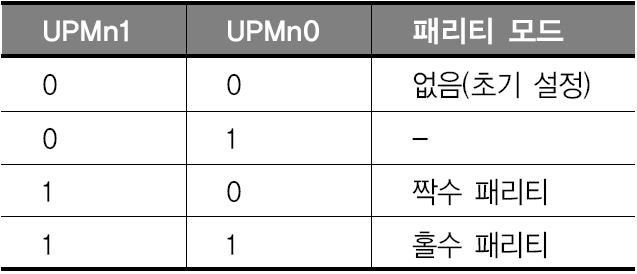 UPMn1 UPMn0 패리티 모드
0 0 없음(초기 설정)
0 1 –
1 0 짝수 패리티
1 1 홀수 패리티